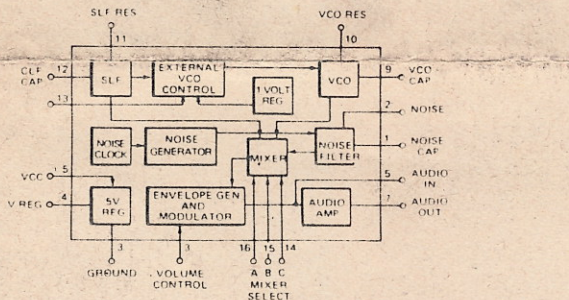 SLF RES
VCO RES
11
10
CLF CAP
12
SLF
EXTERNAL VCO CONTROL
VCO
9
VCO CAP
13
1 VOLT REG
2
NOISE
NOISE CLOCK
NOISE GENERATOR
MIXER
NOISE FILTER
1
NOISE CAP
VCC
5
5
AUDIO IN
V REG
4
5V REG
ENVELOPE GEN AND MODULATOR
AUDIO AMP
7
AUDIO OUT
3
3
16
15
14
GROUND
VOLUME CONTROL
A B C
MIXER SELECT